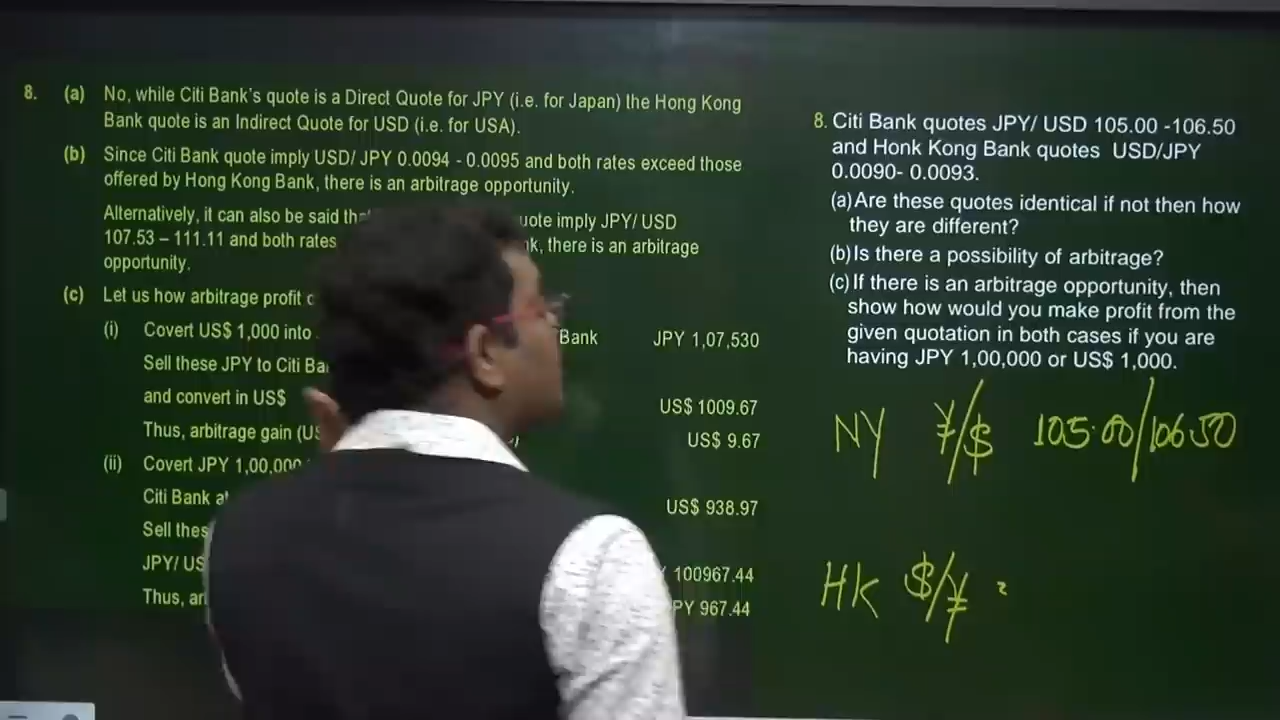 8. (a) No, while Citi Bank's quote is a Direct Quote for JPY (i.e. for Japan) the Hong Kong
Bank quote is an Indirect Quote for USD (i.e. for USA).
(b) Since Citi Bank quote imply USD/ JPY 0.0094 - 0.0095 and both rates exceed those
offered by Hong Kong Bank, there is an arbitrage opportunity.
Alternatively, it can also be said imply JPY/ USD
107.53 – 111.11 and both rates there is an arbitrage
opportunity.
(c) Let us how arbitrage profit
(i) Covert US$ 1,000 into Bank JPY 1,07,530
Sell these JPY to Citi
and convert in US$ US$ 1009.67
Thus, arbitrage gain US$ 9.67
(ii) Covert JPY 1,00,000
Citi Bank US$ 938.97
Sell
JPY/ 100967.44
Thus, 967.44
8. Citi Bank quotes JPY/ USD 105.00 -106.50
and Honk Kong Bank quotes USD/JPY
0.0090- 0.0093.
(a) Are these quotes identical if not then how
they are different?
(b) Is there a possibility of arbitrage?
(c) If there is an arbitrage opportunity, then
show how would you make profit from the
given quotation in both cases if you are
having JPY 1,00,000 or US$ 1,000.
NY ¥/$ 105.00/106.50
HK $/¥